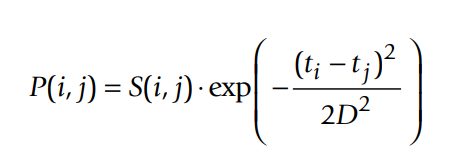 P(i, j) = S(i, j) · exp( − (t_i − t_j)^2 / 2D^2 )